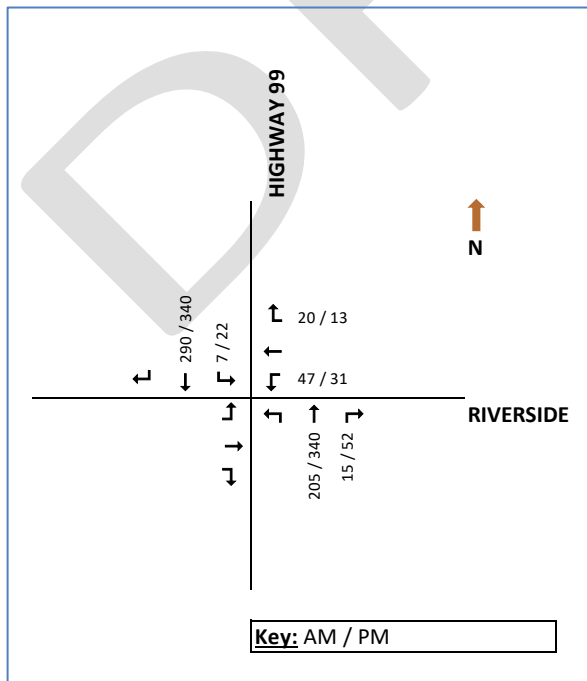 HIGHWAY 99
N
290 / 340
7 / 22
20 / 13
47 / 31
RIVERSIDE
205 / 340
15 / 52
Key: AM / PM